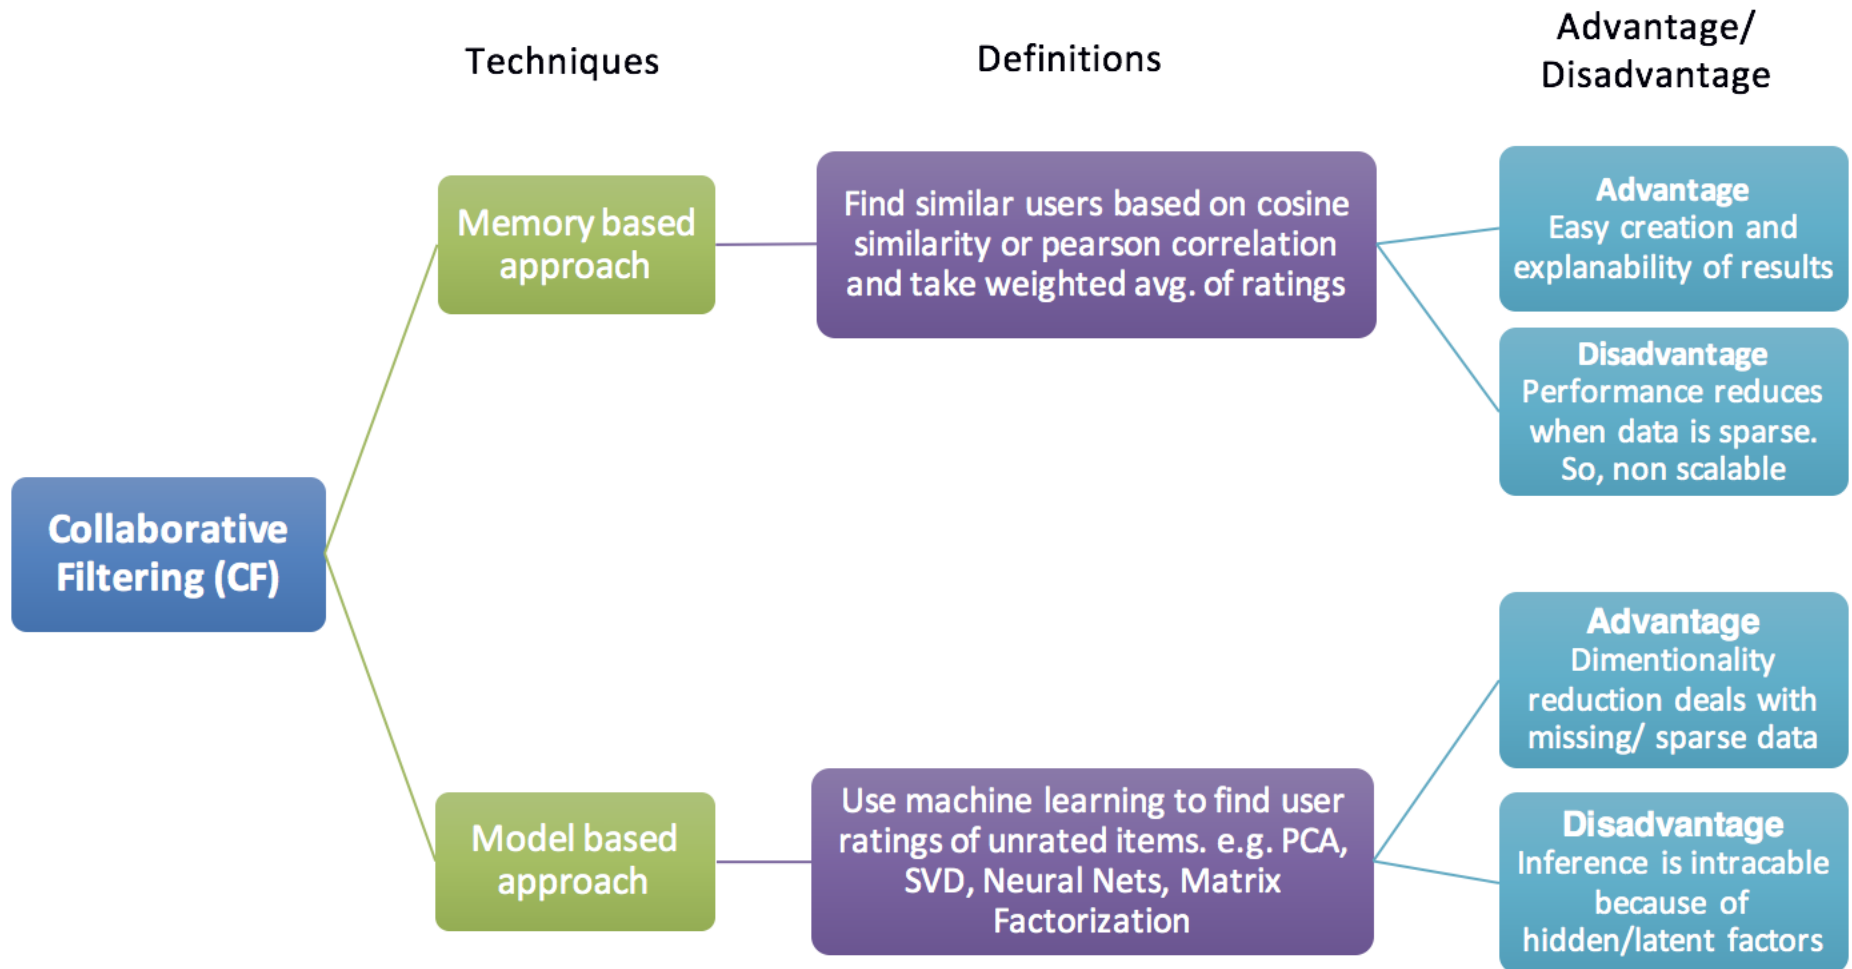 Techniques
Definitions
Advantage/
Disadvantage
Memory based
approach
Find similar users based on cosine
similarity or pearson correlation
and take weighted avg. of ratings
Advantage
Easy creation and
explanability of results
Disadvantage
Performance reduces
when data is sparse.
So, non scalable
Collaborative
Filtering (CF)
Model based
approach
Use machine learning to find user
ratings of unrated items. e.g. PCA,
SVD, Neural Nets, Matrix
Factorization
Advantage
Dimentionality
reduction deals with
missing/ sparse data
Disadvantage
Inference is intracable
because of
hidden/latent factors